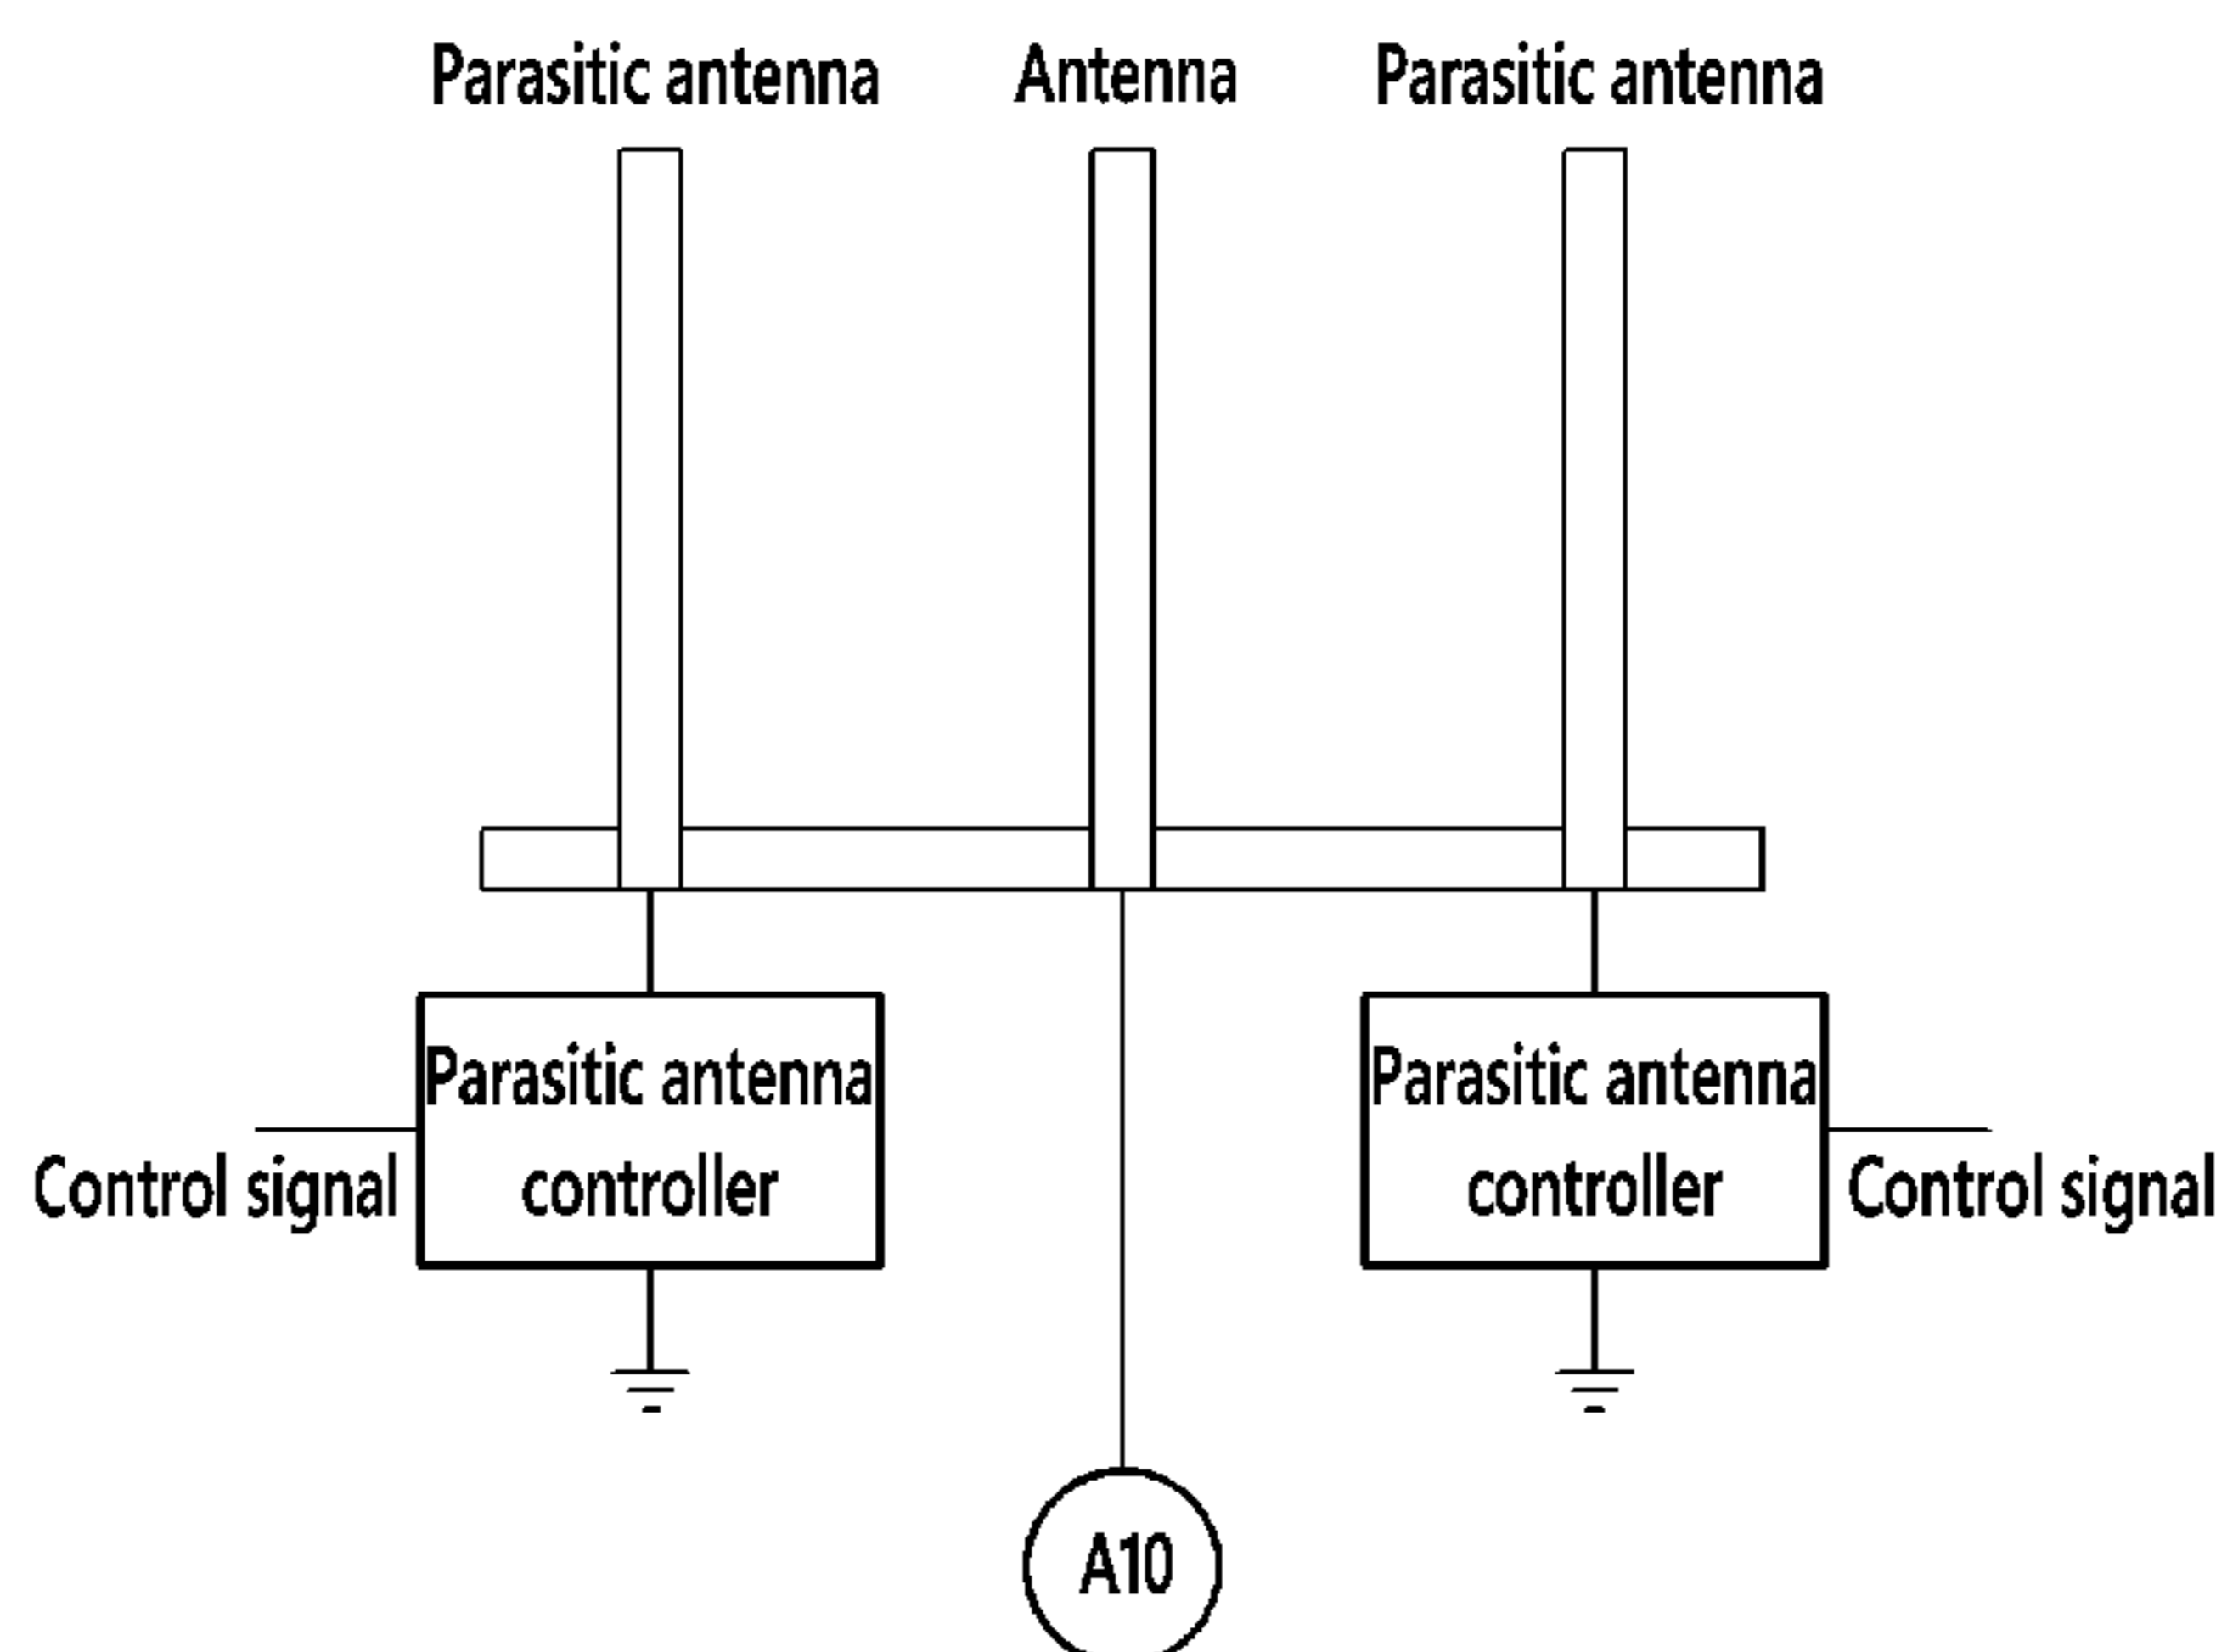 Parasitic antenna
Antenna
Parasitic antenna
Parasitic antenna
controller
Control signal
Parasitic antenna
controller
Control signal
A10